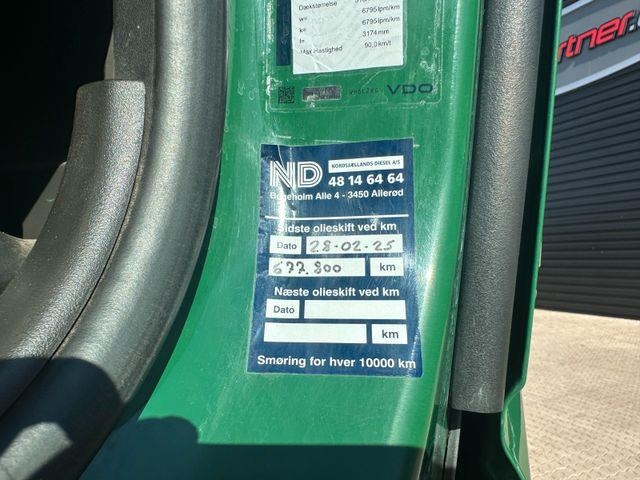 Dækstørrelse
w= 6795 lpm/km
k= 6795 lpm/km
l= 3174 mm
Max Hastighed 90,0 km/t
VDO
rtner.
ND
NORDSJÆLLANDS DIESEL A/S
48 14 64 64
Bøgeholm Alle 4 - 3450 Allerød
Sidste olieskift ved km
Dato 28-02-25
677.800 km
Næste olieskift ved km
Dato
km
Smøring for hver 10000 km